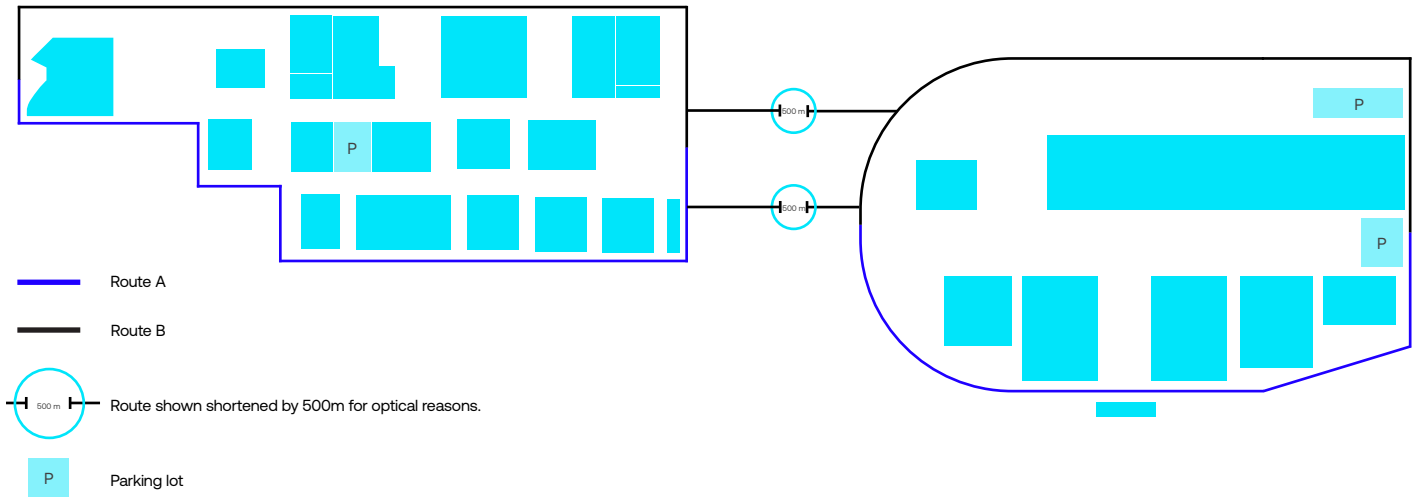 P
500 m
P
P
500 m
P
Route A
Route B
500 m
Route shown shortened by 500m for optical reasons.
P
Parking lot